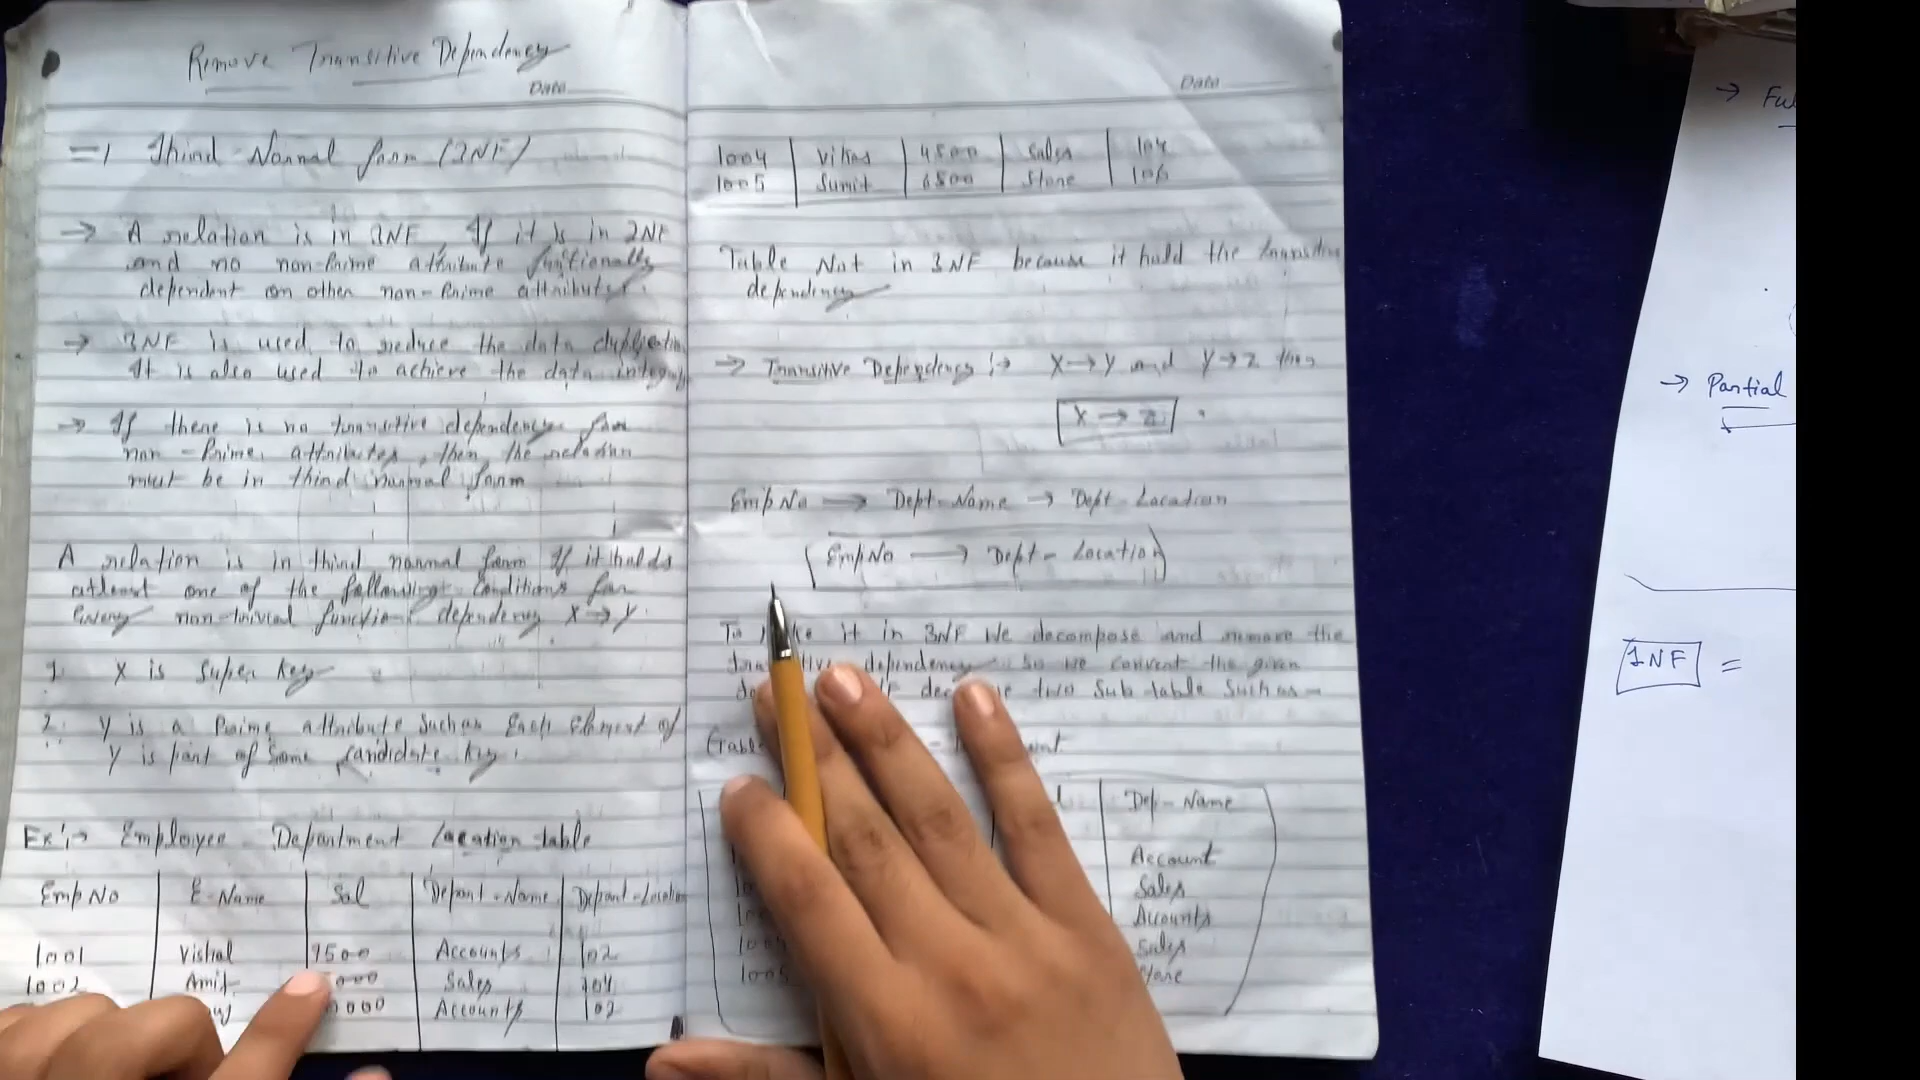 Remove Transitive Dependency
Date
Third Normal form (3NF)
→ A relation is in 3NF, If it is in 2NF
and no non-Prime attribute
dependent on other non-Prime attributes.
→ 3NF is used to reduce the data
It is also used to achieve the data
→ If there is no transitive dependency for
non-Prime attributes, then the relation
must be in third normal form
A relation is in third normal form If it holds
atleast one of the following conditions for
Every non-trivial function dependency X → Y
1. X is Super Key
2. Y is a Prime attribute such as Each Element of
Y is part of some candidate key.
Ex:→ Employee Department Location table
Emp No | E-Name | Sal | Depart-Name | Depart-Location
1001 | Vishal | 9500 | Accounts | 102
1002 | Amit | Sales | 104
Accounts | 102
Date
1004 | Vikas | 4500 | Sales | 104
1005 | Sumit | 6500 | Store | 106
Table Not in 3NF because it hold the
dependency
→ Transitive Dependency :→ X → Y and Y → Z then
X → Z
Emp No → Dept-Name → Dept-Location
Emp No → Dept-Location
it in 3NF We decompose and remove the
dependency so we convert the given
two Sub table Such as -
Dep-Name
Account
Sales
Accounts
Sales
1005
→
→ Partial
1NF =